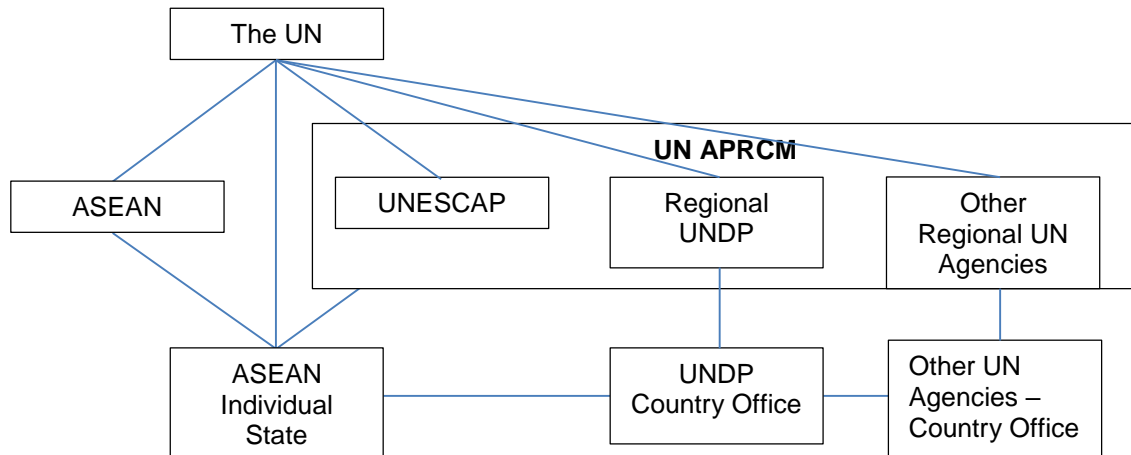 The UN
UN APRCM
ASEAN
UNESCAP
Regional
UNDP
Other
Regional UN
Agencies
ASEAN
Individual
State
UNDP
Country Office
Other UN
Agencies –
Country Office